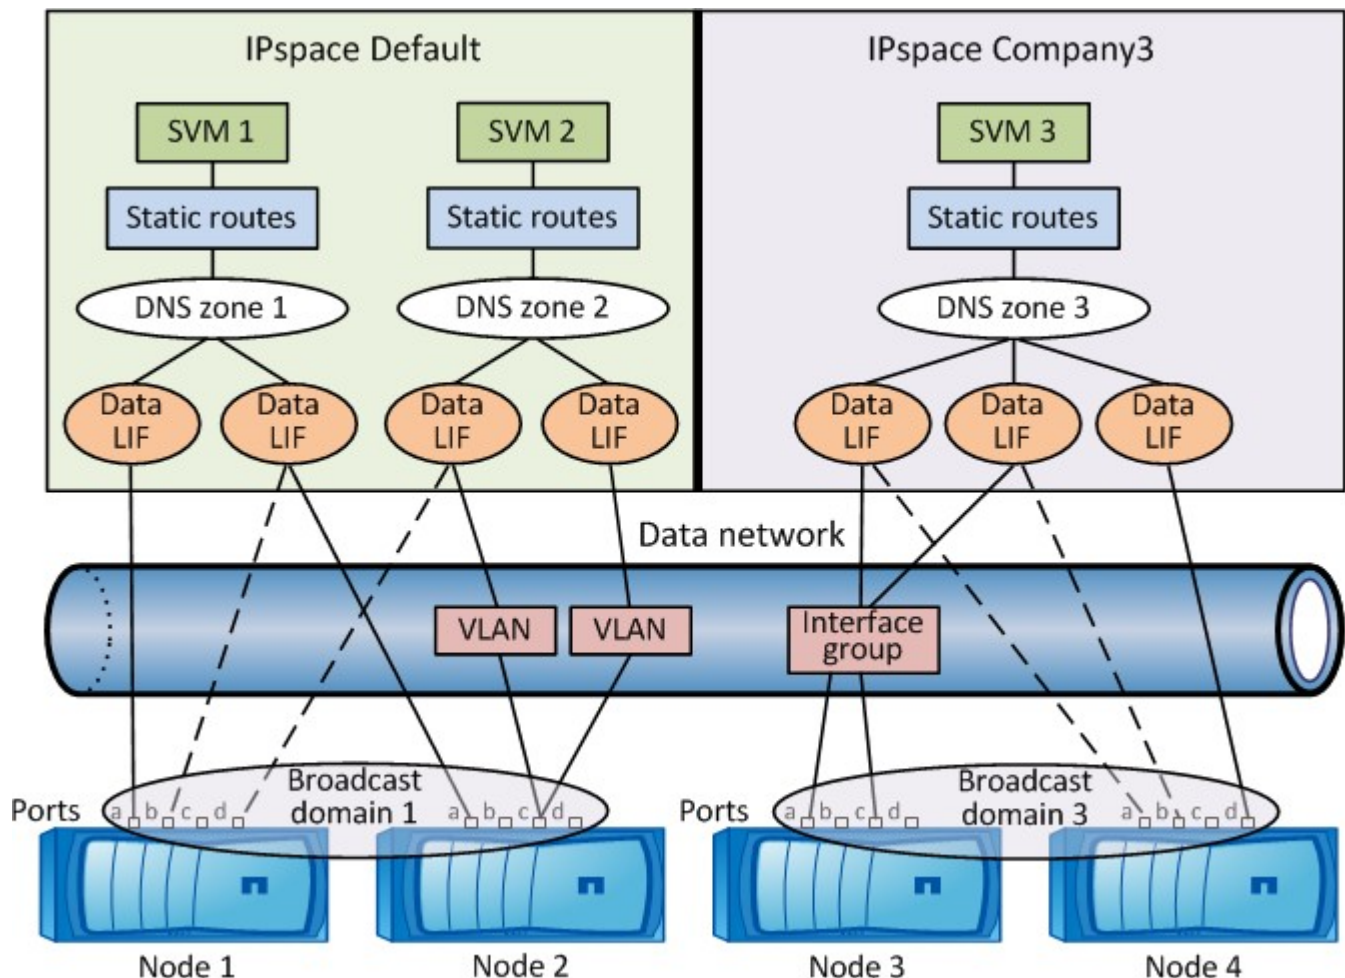 IPspace Default
IPspace Company3
SVM 1
SVM 2
SVM 3
Static routes
Static routes
Static routes
DNS zone 1
DNS zone 2
DNS zone 3
Data
LIF
Data
LIF
Data
LIF
Data
LIF
Data
LIF
Data
LIF
Data
LIF
Data network
VLAN
VLAN
Interface
group
Broadcast
domain 1
Broadcast
domain 3
Ports
a b c d
a b c d
Ports
a b c d
a b c d
Node 1
Node 2
Node 3
Node 4